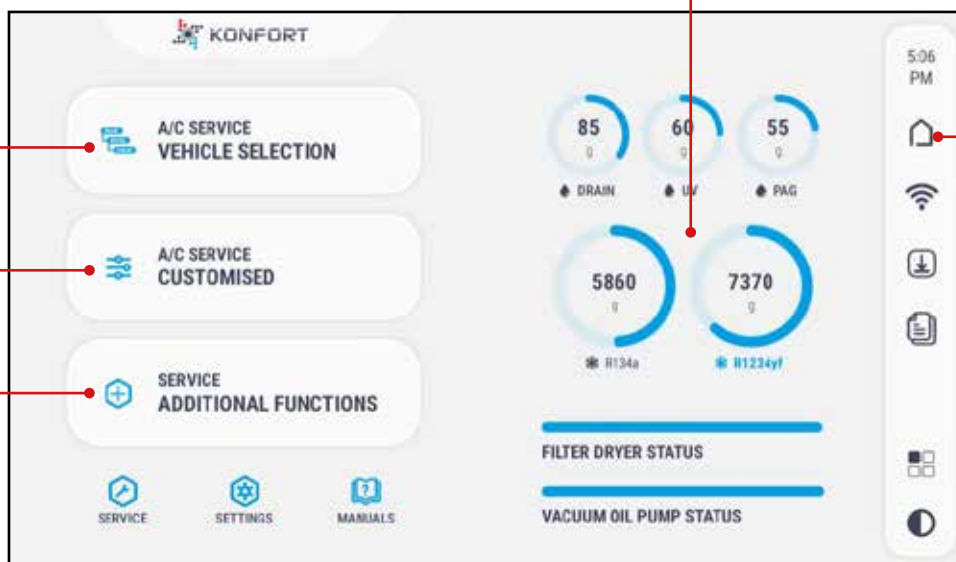 KONFORT
5:06
PM
A/C SERVICE
VEHICLE SELECTION
A/C SERVICE
CUSTOMISED
SERVICE
ADDITIONAL FUNCTIONS
SERVICE
SETTINGS
MANUALS
85
g
DRAIN
60
g
UV
55
g
PAG
5860
g
R134a
7370
g
R1234yf
FILTER DRYER STATUS
VACUUM OIL PUMP STATUS
?